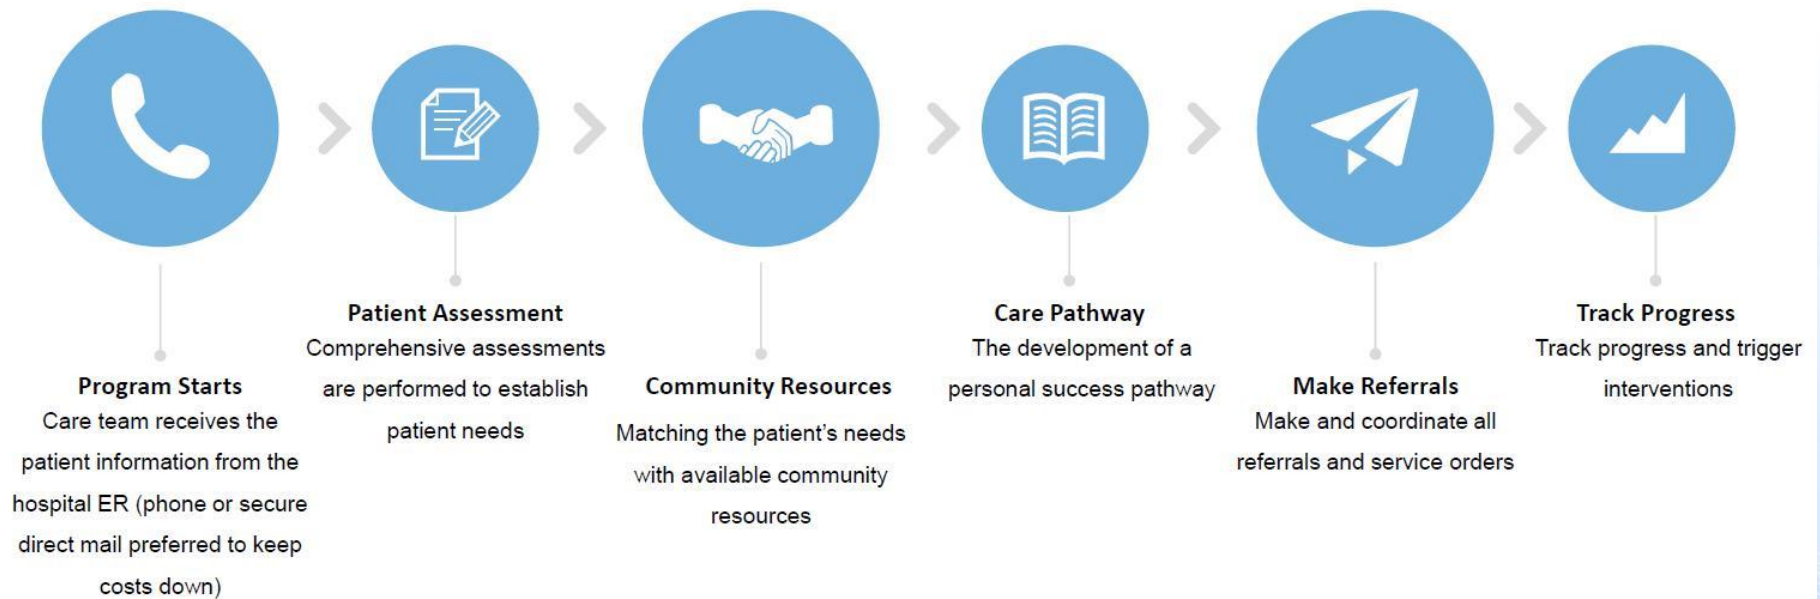 Program Starts
Care team receives the
patient information from the
hospital ER (phone or secure
direct mail preferred to keep
costs down)
Patient Assessment
Comprehensive assessments
are performed to establish
patient needs
Community Resources
Matching the patient's needs
with available community
resources
Care Pathway
The development of a
personal success pathway
Make Referrals
Make and coordinate all
referrals and service orders
Track Progress
Track progress and trigger
interventions